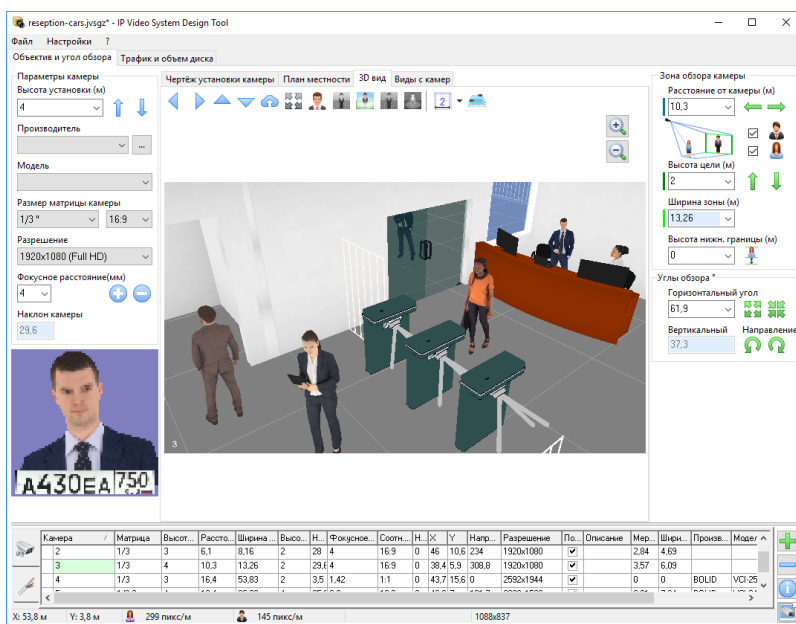 reseption-cars.jvsgz* - IP Video System Design Tool
Файл Настройки ?
Объектив и угол обзора Трафик и объем диска
Параметры камеры
Высота установки (м)
4
Производитель
...
Модель
Размер матрицы камеры
1/3 " 16:9
Разрешение
1920x1080 (Full HD)
Фокусное расстояние(мм)
4
Наклон камеры
29,6
А430ЕА 750
Чертёж установки камеры План местности 3D вид Виды с камер
2
3
Зона обзора камеры
Расстояние от камеры (м)
10,3
Высота цели (м)
2
Ширина зоны (м)
13,26
Высота нижн. границы (м)
0
Углы обзора °
Горизонтальный угол
61,9
Вертикальный Направление
37,3
Камера / Матрица Высот... Рассто... Ширина ... Высо... Н... Фокусное... Соотн... Н... X Y Напр... Разрешение По... Описание Мер... Шири... Произв... Модел
2 1/3 3 6,1 8,16 2 28 4 16:9 0 46 10,6 234 1920x1080 2,84 4,69
3 1/3 4 10,3 13,26 2 29,6 4 16:9 0 38,4 5,9 308,8 1920x1080 3,57 6,09
4 1/3 3 16,4 53,83 2 3,5 1,42 1:1 0 43,7 15,6 0 2592x1944 0 0 BOLID VCI-25
X: 53,8 м Y: 3,8 м 299 пикс/м 145 пикс/м 1088x837